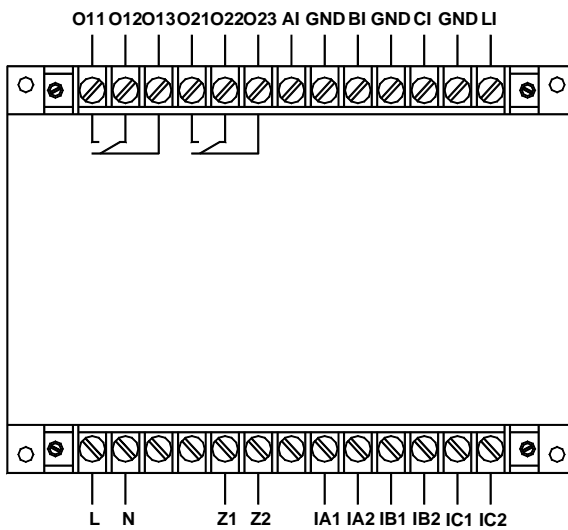 O11 O12 O13 O21 O22 O23 AI GND BI GND CI GND LI
L N Z1 Z2 IA1 IA2 IB1 IB2 IC1 IC2